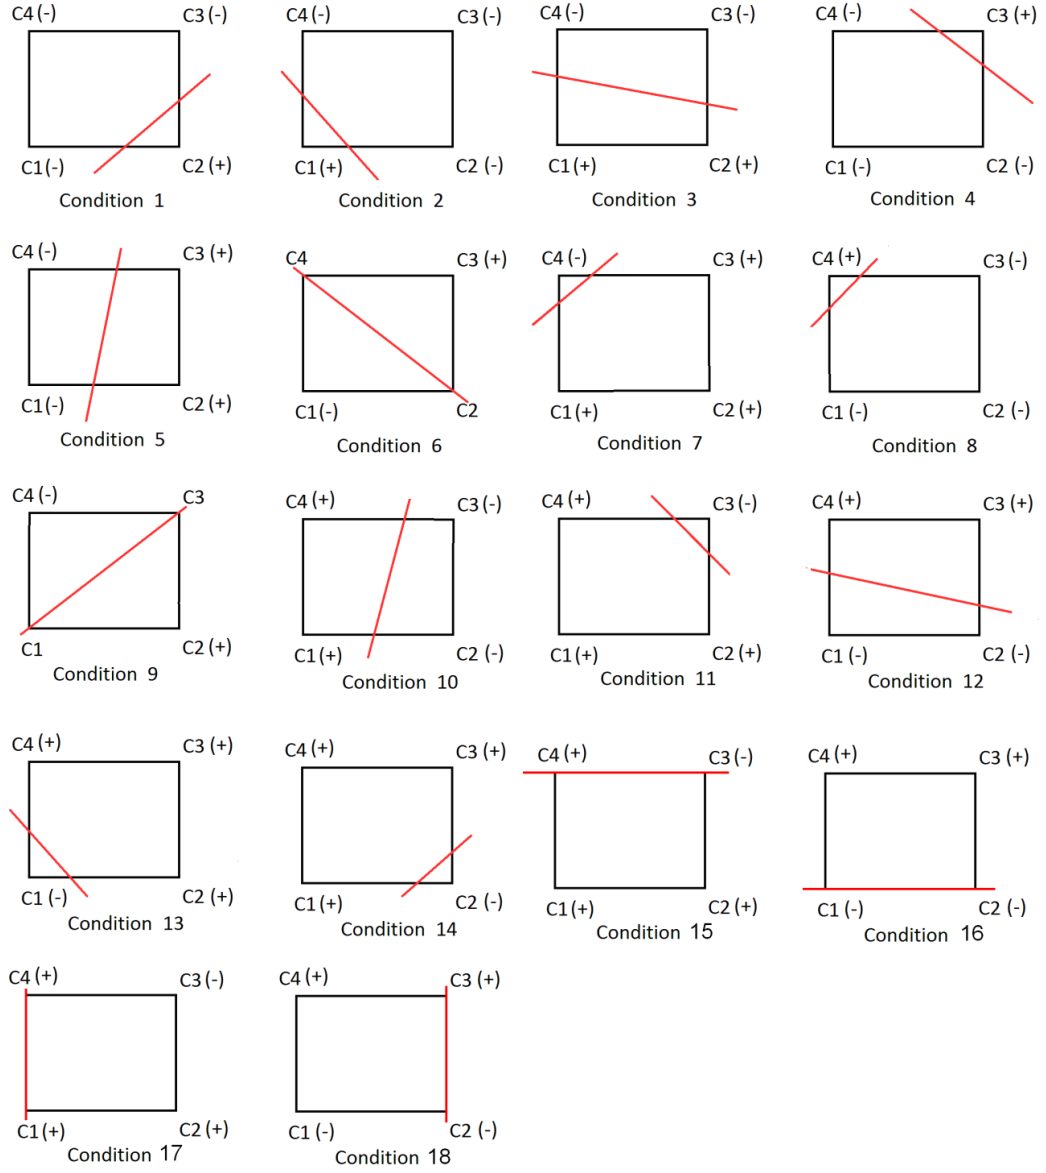 C4 (-) C3 (-) C4 (-) C3 (-) C4 (-) C3 (-) C4 (-) C3 (+)
C1 (-) C2 (+) C1 (+) C2 (-) C1 (+) C2 (+) C1 (-) C2 (-)
Condition 1 Condition 2 Condition 3 Condition 4
C4 (-) C3 (+) C4 C3 (+) C4 (-) C3 (+) C4 (+) C3 (-)
C1 (-) C2 (+) C1 (-) C2 C1 (+) C2 (+) C1 (-) C2 (-)
Condition 5 Condition 6 Condition 7 Condition 8
C4 (-) C3 C4 (+) C3 (-) C4 (+) C3 (-) C4 (+) C3 (+)
C1 C2 (+) C1 (+) C2 (-) C1 (+) C2 (+) C1 (-) C2 (-)
Condition 9 Condition 10 Condition 11 Condition 12
C4 (+) C3 (+) C4 (+) C3 (+) C4 (+) C3 (-) C4 (+) C3 (+)
C1 (-) C2 (+) C1 (+) C2 (-) C1 (+) C2 (+) C1 (-) C2 (-)
Condition 13 Condition 14 Condition 15 Condition 16
C4 (+) C3 (-) C4 (+) C3 (+)
C1 (+) C2 (+) C1 (-) C2 (-)
Condition 17 Condition 18